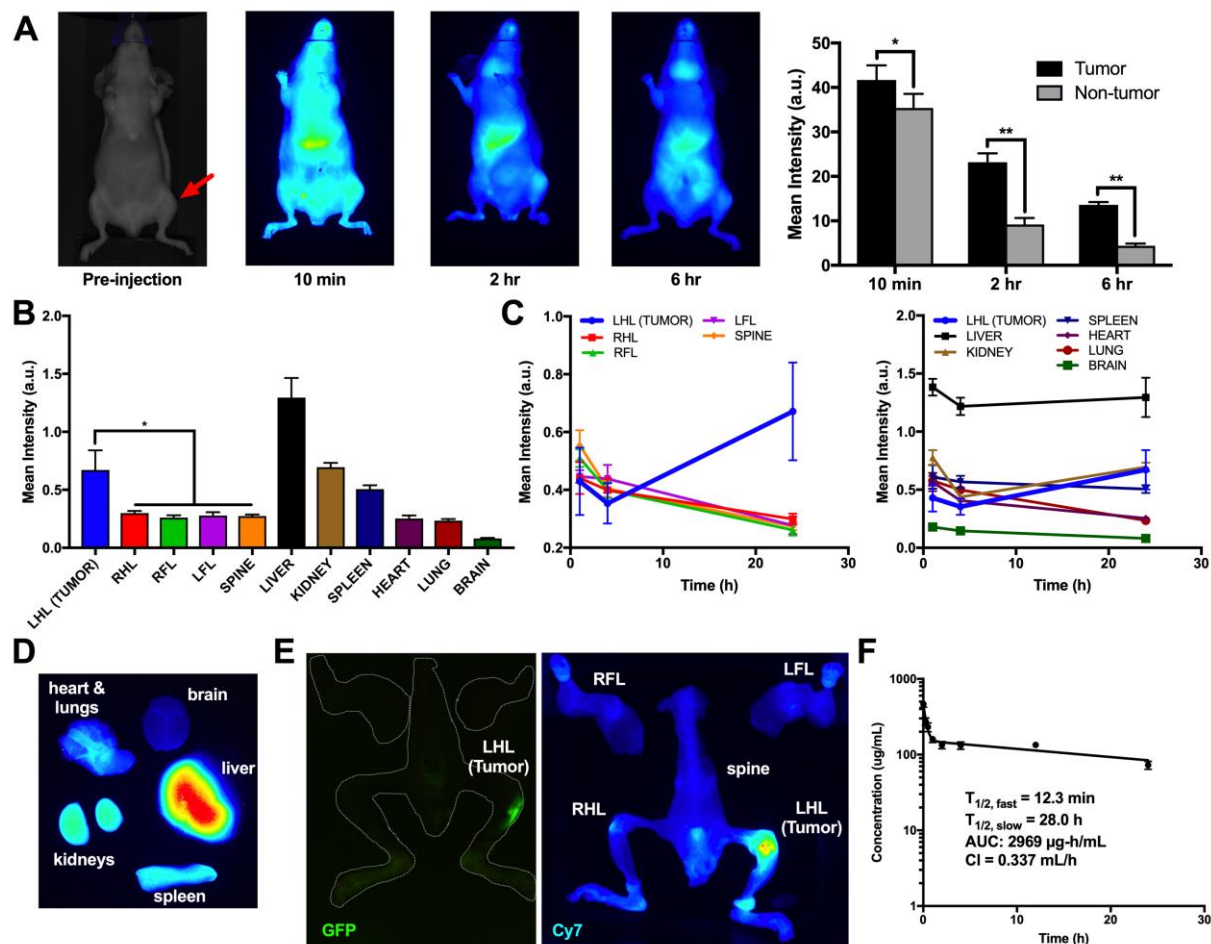 A
Pre-injection
10 min
2 hr
6 hr
Mean Intensity (a.u.)
50
40
30
20
10
0
*
**
**
Tumor
Non-tumor
10 min
2 hr
6 hr
B
Mean Intensity (a.u.)
2.0
1.5
1.0
0.5
0.0
*
LHL (TUMOR)
RHL
RFL
LFL
SPINE
LIVER
KIDNEY
SPLEEN
HEART
LUNG
BRAIN
C
Mean Intensity (a.u.)
1.0
0.8
0.6
0.4
0.2
LHL (TUMOR)
RHL
RFL
LFL
SPINE
0
10
20
30
Time (h)
Mean Intensity (a.u.)
2.0
1.5
1.0
0.5
0.0
LHL (TUMOR)
LIVER
KIDNEY
SPLEEN
HEART
LUNG
BRAIN
0
10
20
30
Time (h)
D
heart &
lungs
brain
liver
kidneys
spleen
E
LHL
(Tumor)
GFP
RFL
LFL
spine
RHL
LHL
(Tumor)
Cy7
F
Concentration (ug/mL)
1000
100
10
1
T1/2, fast = 12.3 min
T1/2, slow = 28.0 h
AUC: 2969 µg-h/mL
Cl = 0.337 mL/h
0
12
24
Time (h)